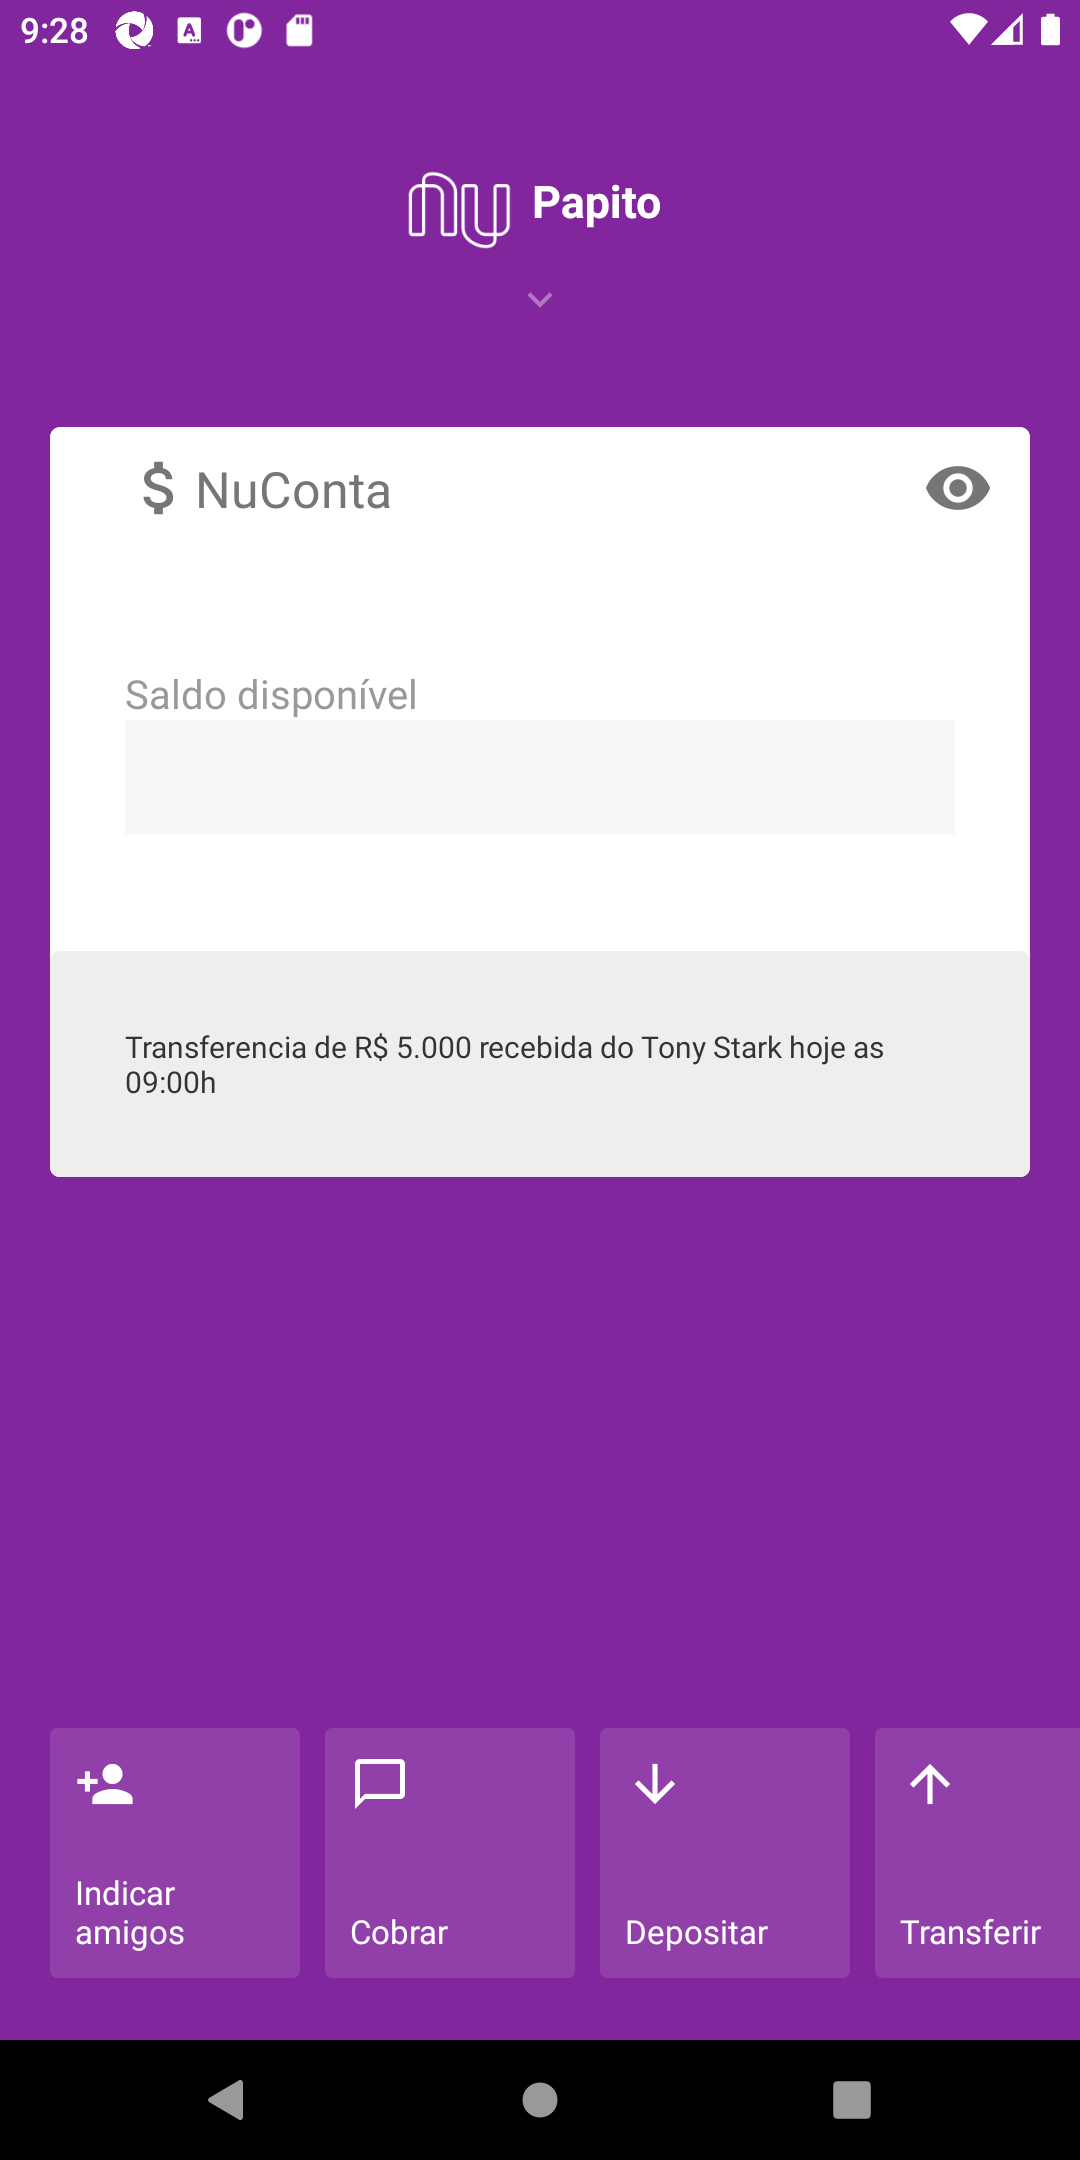 9:28
nu Papito
$ NuConta
Saldo disponível
Transferencia de R$ 5.000 recebida do Tony Stark hoje as
09:00h
Indicar
amigos
Cobrar
Depositar
Transferir